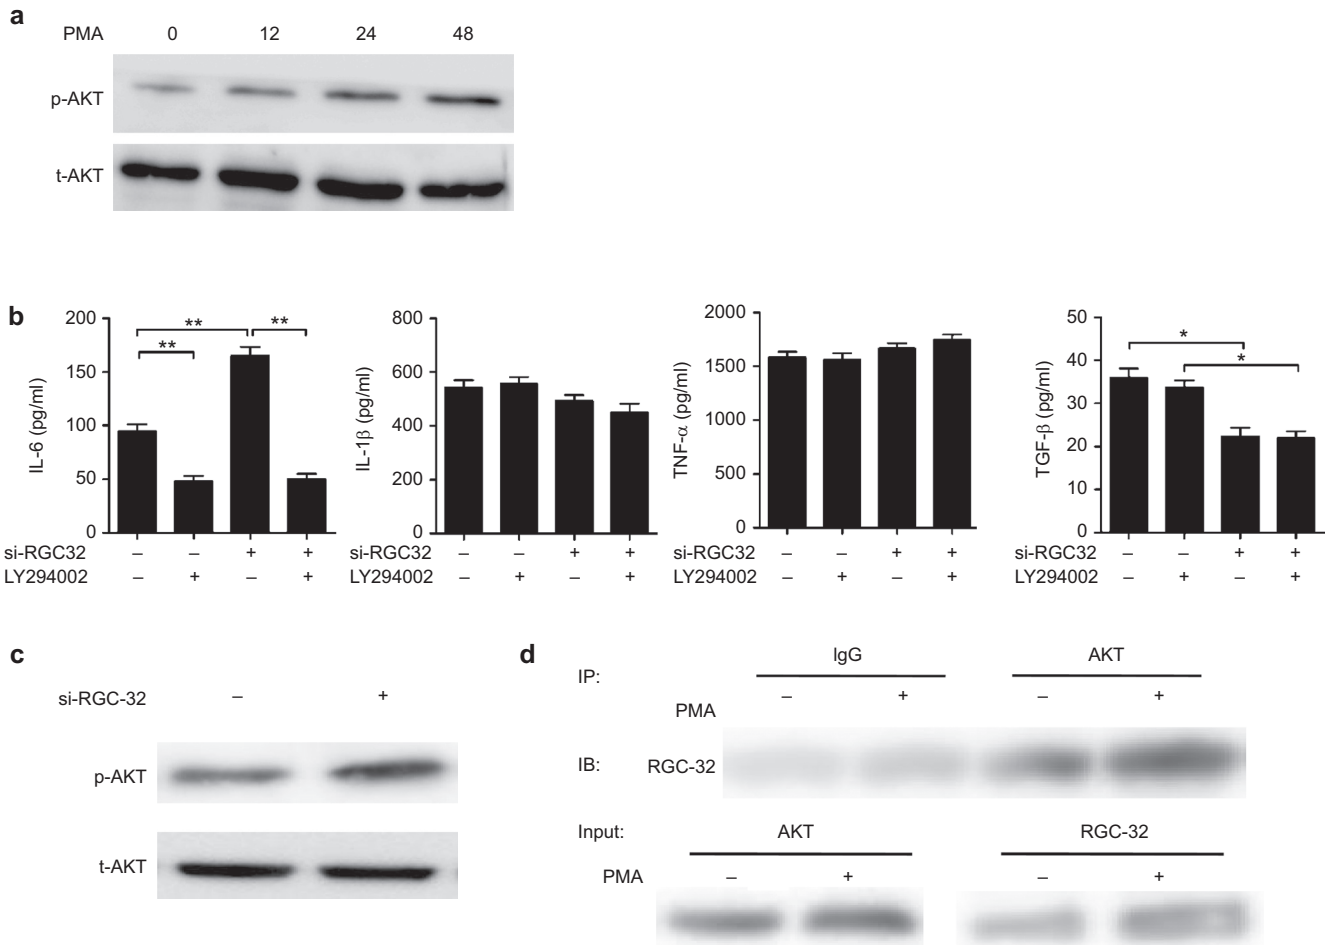 a
PMA 0 12 24 48
p-AKT
t-AKT
b
200
150
100
50
0
IL-6 (pg/ml)
** **
**
si-RGC32 – – + +
LY294002 – + – +
800
600
400
200
0
IL-1β (pg/ml)
si-RGC32 – – + +
LY294002 – + – +
2000
1500
1000
500
0
TNF-α (pg/ml)
si-RGC32 – – + +
LY294002 – + – +
50
40
30
20
10
0
TGF-β (pg/ml)
*
*
si-RGC32 – – + +
LY294002 – + – +
c
si-RGC-32 – +
p-AKT
t-AKT
d
IgG AKT
IP:
– + – +
PMA
IB: RGC-32
Input: AKT RGC-32
PMA – + – +